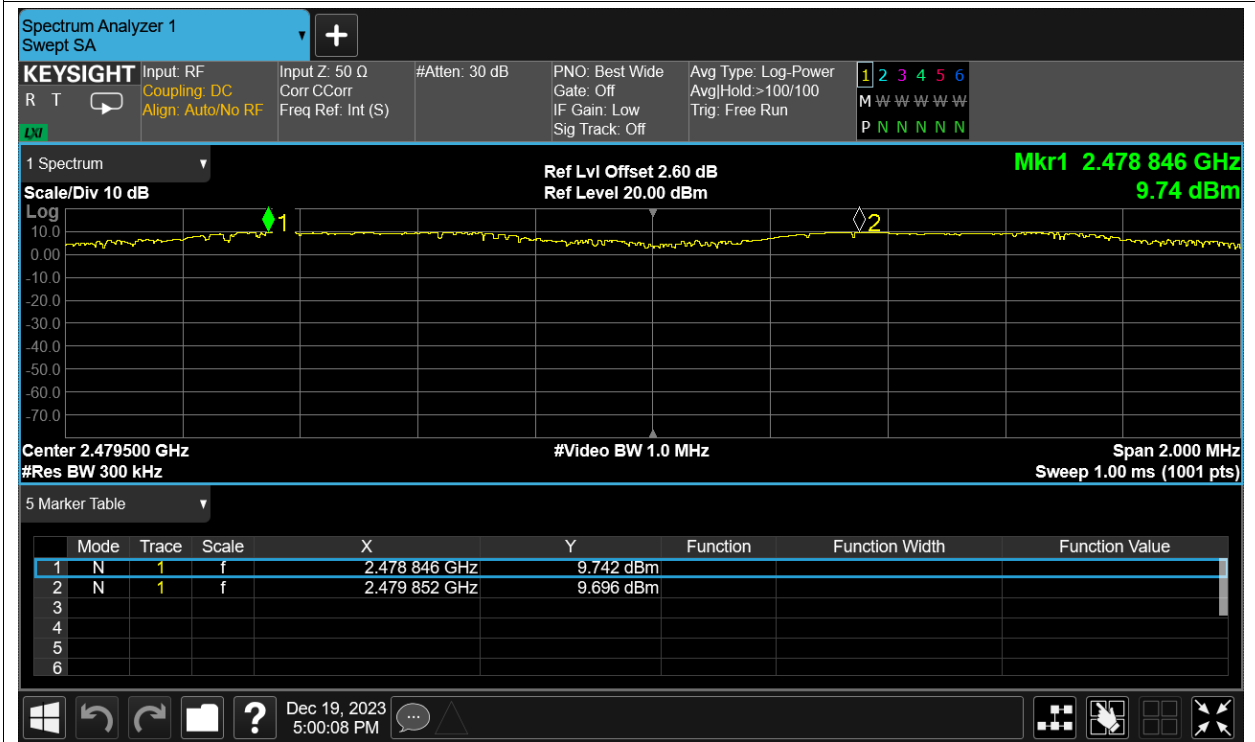 Spectrum Analyzer 1
Swept SA
+
KEYSIGHT Input: RF Input Z: 50 Ω #Atten: 30 dB PNO: Best Wide Avg Type: Log-Power 1 2 3 4 5 6
R T Coupling: DC Corr CCorr Gate: Off Avg|Hold:>100/100 M W W W W W
Align: Auto/No RF Freq Ref: Int (S) IF Gain: Low Trig: Free Run
LXI Sig Track: Off P N N N N N
1 Spectrum Ref Lvl Offset 2.60 dB Mkr1 2.478 846 GHz
Scale/Div 10 dB Ref Level 20.00 dBm 9.74 dBm
Log
1 2
10.0
0.00
-10.0
-20.0
-30.0
-40.0
-50.0
-60.0
-70.0
Center 2.479500 GHz #Video BW 1.0 MHz Span 2.000 MHz
#Res BW 300 kHz Sweep 1.00 ms (1001 pts)
5 Marker Table
Mode Trace Scale X Y Function Function Width Function Value
1 N 1 f 2.478 846 GHz 9.742 dBm
2 N 1 f 2.479 852 GHz 9.696 dBm
3
4
5
6
? Dec 19, 2023
5:00:08 PM